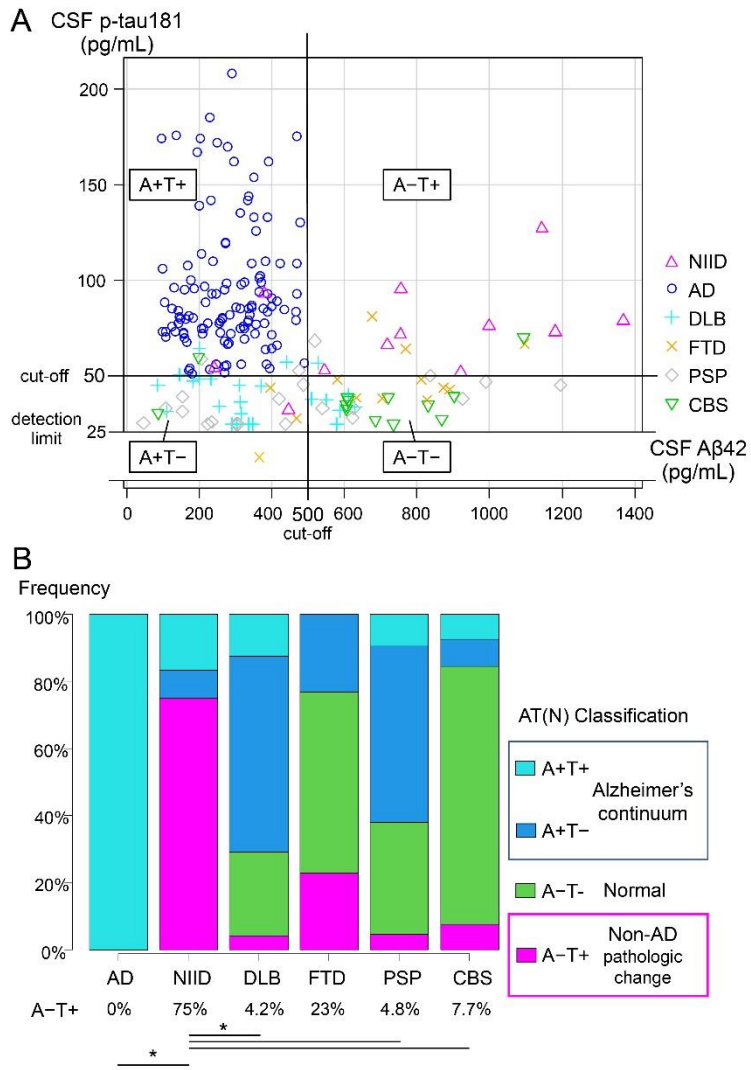 A
CSF p-tau181
(pg/mL)
200
150
100
cut-off 50
detection
limit 25
A+T+
A−T+
A+T−
A−T−
NIID
AD
DLB
FTD
PSP
CBS
CSF Aβ42
(pg/mL)
0 200 400 500 600 800 1000 1200 1400
cut-off
B
Frequency
100%
80%
60%
40%
20%
0%
AT(N) Classification
A+T+
Alzheimer's
continuum
A+T−
A−T- Normal
A−T+
Non-AD
pathologic
change
AD NIID DLB FTD PSP CBS
A−T+ 0% 75% 4.2% 23% 4.8% 7.7%
*
*